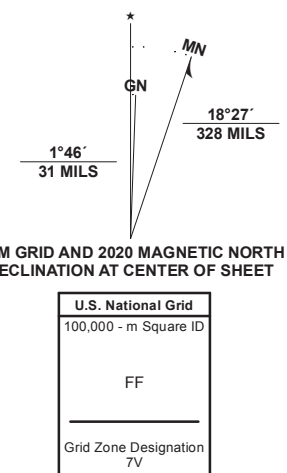 ★
MN
GN
18°27´
328 MILS
1°46´
31 MILS
M GRID AND 2020 MAGNETIC NORTH
ECLINATION AT CENTER OF SHEET
U.S. National Grid
100,000 - m Square ID
FF
Grid Zone Designation
7V